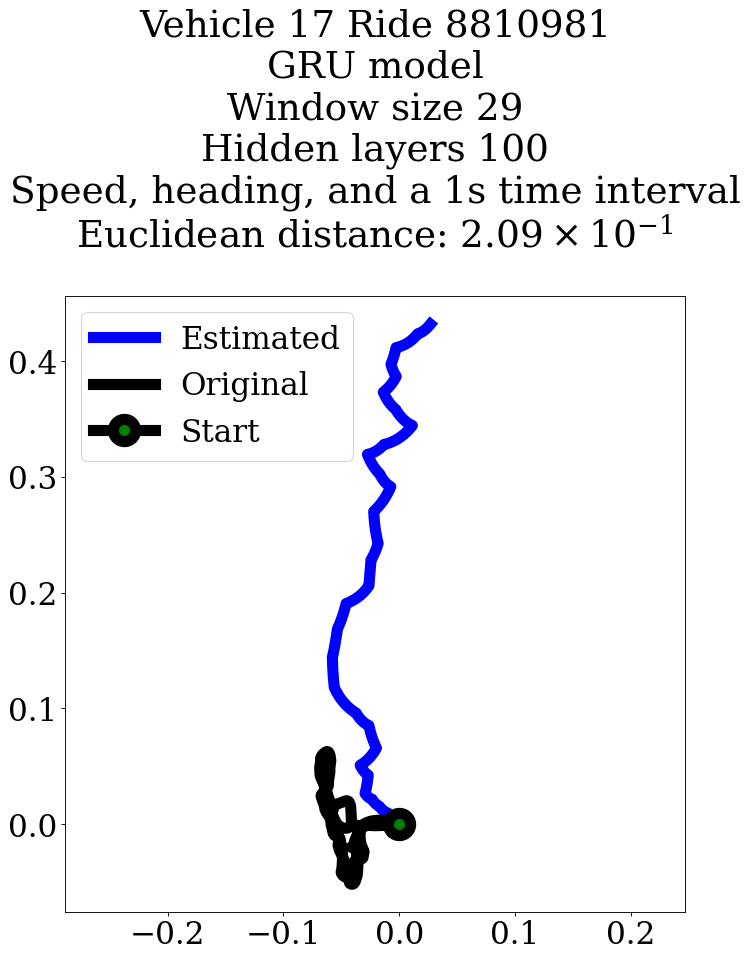 Vehicle 17 Ride 8810981
GRU model
Window size 29
Hidden layers 100
Speed, heading, and a 1s time interval
Euclidean distance: 2.09 × 10⁻¹
Estimated
Original
Start
0.4
0.3
0.2
0.1
0.0
−0.2
−0.1
0.0
0.1
0.2